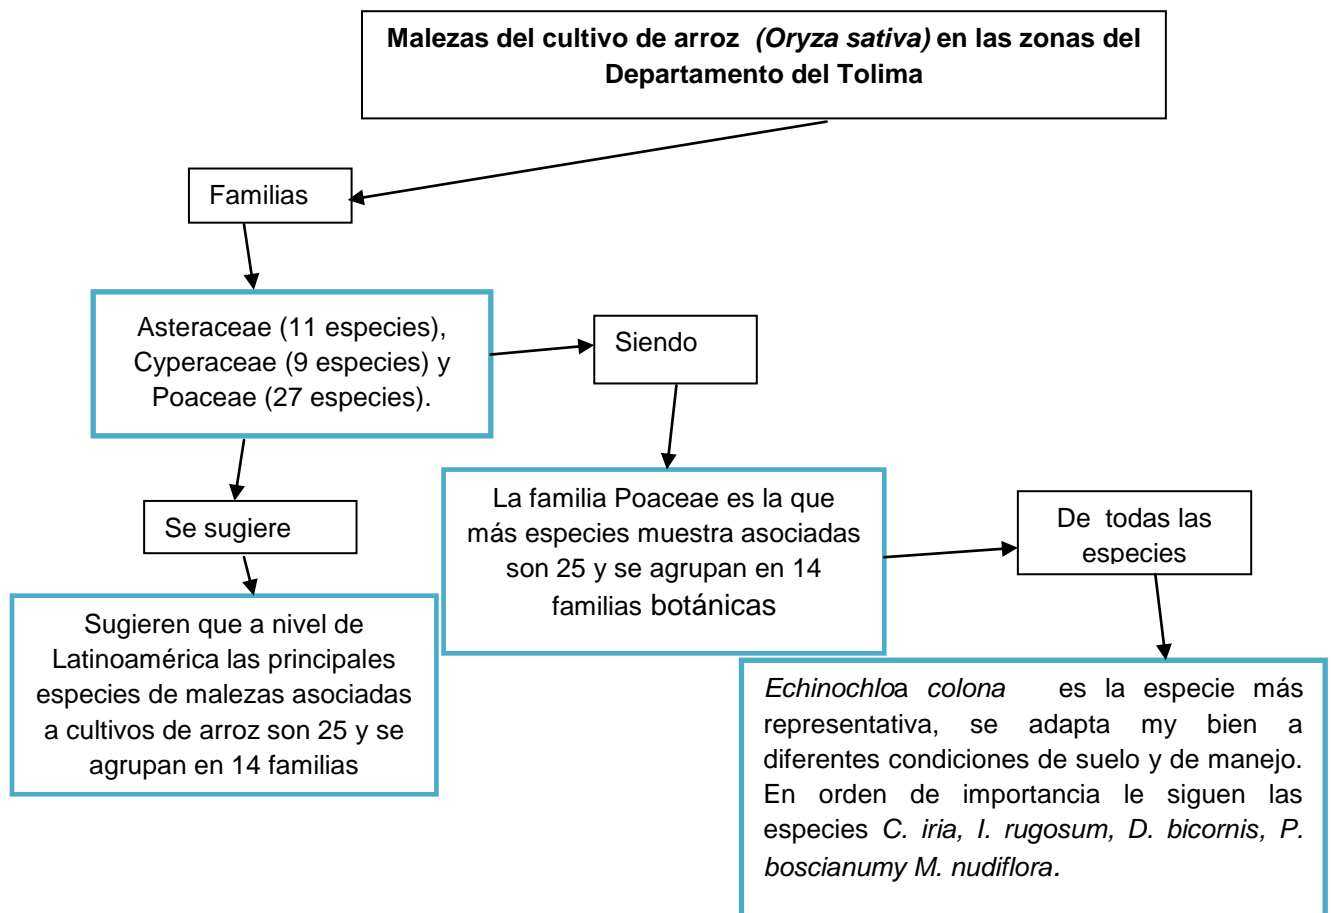 Malezas del cultivo de arroz (Oryza sativa) en las zonas del
Departamento del Tolima
Familias
Asteraceae (11 especies),
Cyperaceae (9 especies) y
Poaceae (27 especies).
Siendo
Se sugiere
La familia Poaceae es la que
más especies muestra asociadas
son 25 y se agrupan en 14
familias botánicas
De todas las
especies
Sugieren que a nivel de
Latinoamérica las principales
especies de malezas asociadas
a cultivos de arroz son 25 y se
agrupan en 14 familias
Echinochloa colona es la especie más
representativa, se adapta my bien a
diferentes condiciones de suelo y de manejo.
En orden de importancia le siguen las
especies C. iria, I. rugosum, D. bicornis, P.
boscianumy M. nudiflora.